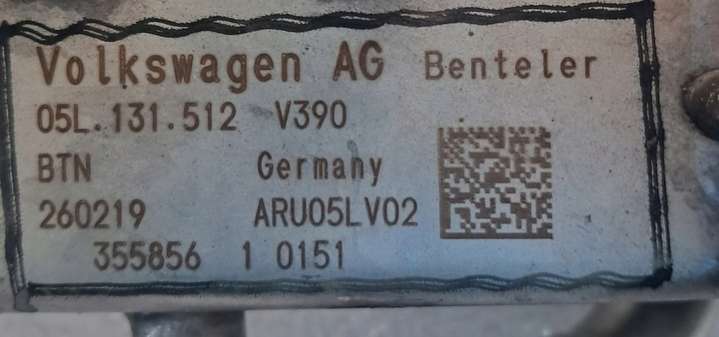 Volkswagen AG Benteler
05L.131.512 V390
BTN Germany
260219 ARU05LV02
355856 1 0151